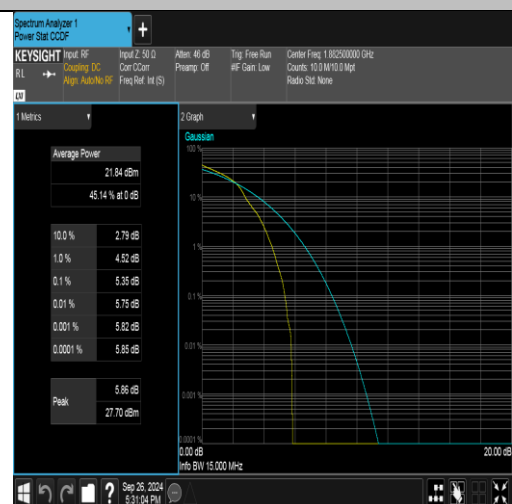 Spectrum Analyzer 1
Power Stat CCDF
+
KEYSIGHT
RL
Input: RF
Coupling: DC
Align: Auto/No RF
Input Z: 50 Ω
Corr CCorr
Freq Ref: Int (S)
Atten: 46 dB
Preamp: Off
Trig: Free Run
#IF Gain: Low
Center Freq: 1.882500000 GHz
Counts: 10.0 M/10.0 Mpt
Radio Std: None
1 Metrics
Average Power
21.84 dBm
45.14 % at 0 dB
10.0 % 2.79 dB
1.0 % 4.52 dB
0.1 % 5.35 dB
0.01 % 5.75 dB
0.001 % 5.82 dB
0.0001 % 5.85 dB
Peak
5.86 dB
27.70 dBm
2 Graph
Gaussian
100 %
10 %
1 %
0.1 %
0.01 %
0.001 %
0.0001 %
0.00 dB
20.00 dB
Info BW 15.000 MHz
?
Sep 26, 2024
5:31:04 PM